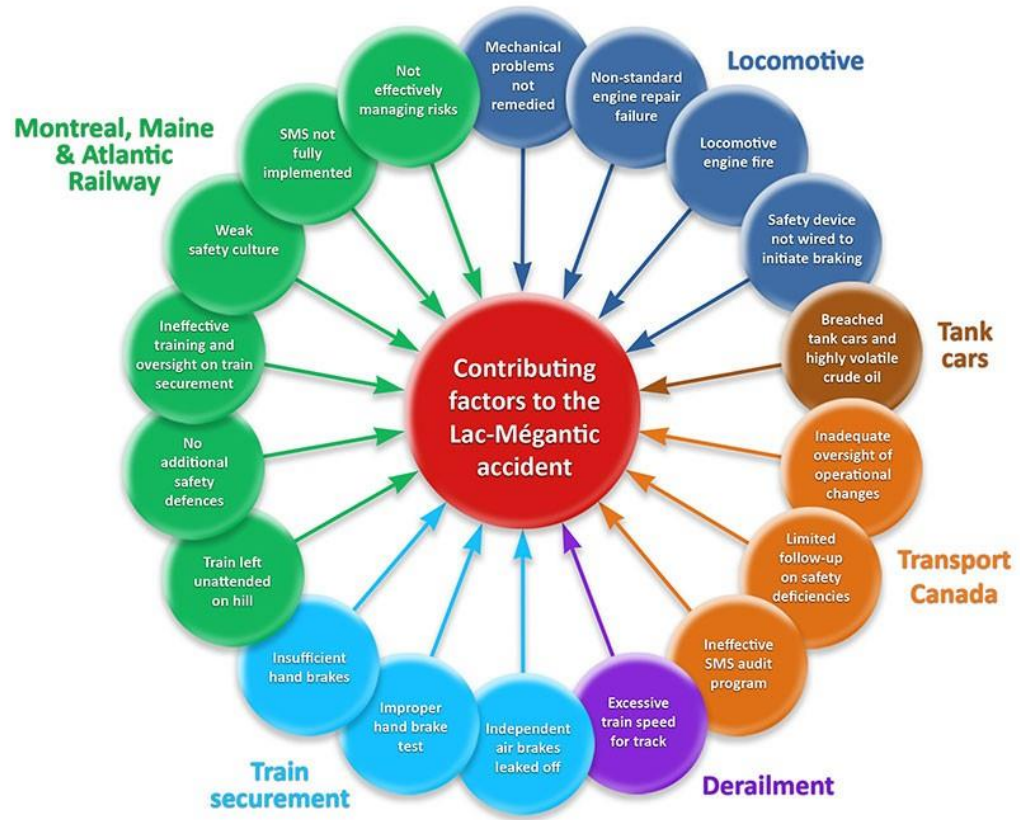 Contributing
factors to the
Lac-Mégantic
accident
Locomotive
Mechanical
problems
not
remedied
Non-standard
engine repair
failure
Locomotive
engine fire
Safety device
not wired to
initiate braking
Tank
cars
Breached
tank cars and
highly volatile
crude oil
Transport
Canada
Inadequate
oversight of
operational
changes
Limited
follow-up
on safety
deficiencies
Ineffective
SMS audit
program
Derailment
Excessive
train speed
for track
Train
securement
Independent
air brakes
leaked off
Improper
hand brake
test
Insufficient
hand brakes
Montreal, Maine
& Atlantic
Railway
Train left
unattended
on hill
No
additional
safety
defences
Ineffective
training and
oversight on train
securement
Weak
safety culture
SMS not
fully
implemented
Not
effectively
managing risks